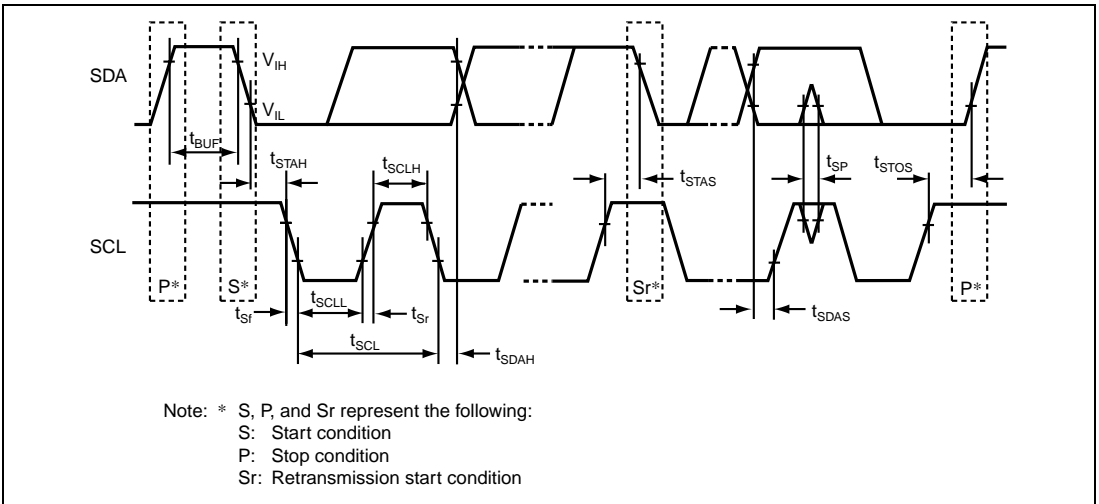 SDA
V_IH
V_IL
t_BUF
t_STAH
t_SCLH
t_STAS
t_SP
t_STOS
SCL
P*
S*
Sr*
P*
t_Sf
t_SCLL
t_Sr
t_SDAS
t_SCL
t_SDAH
Note: * S, P, and Sr represent the following:
S: Start condition
P: Stop condition
Sr: Retransmission start condition